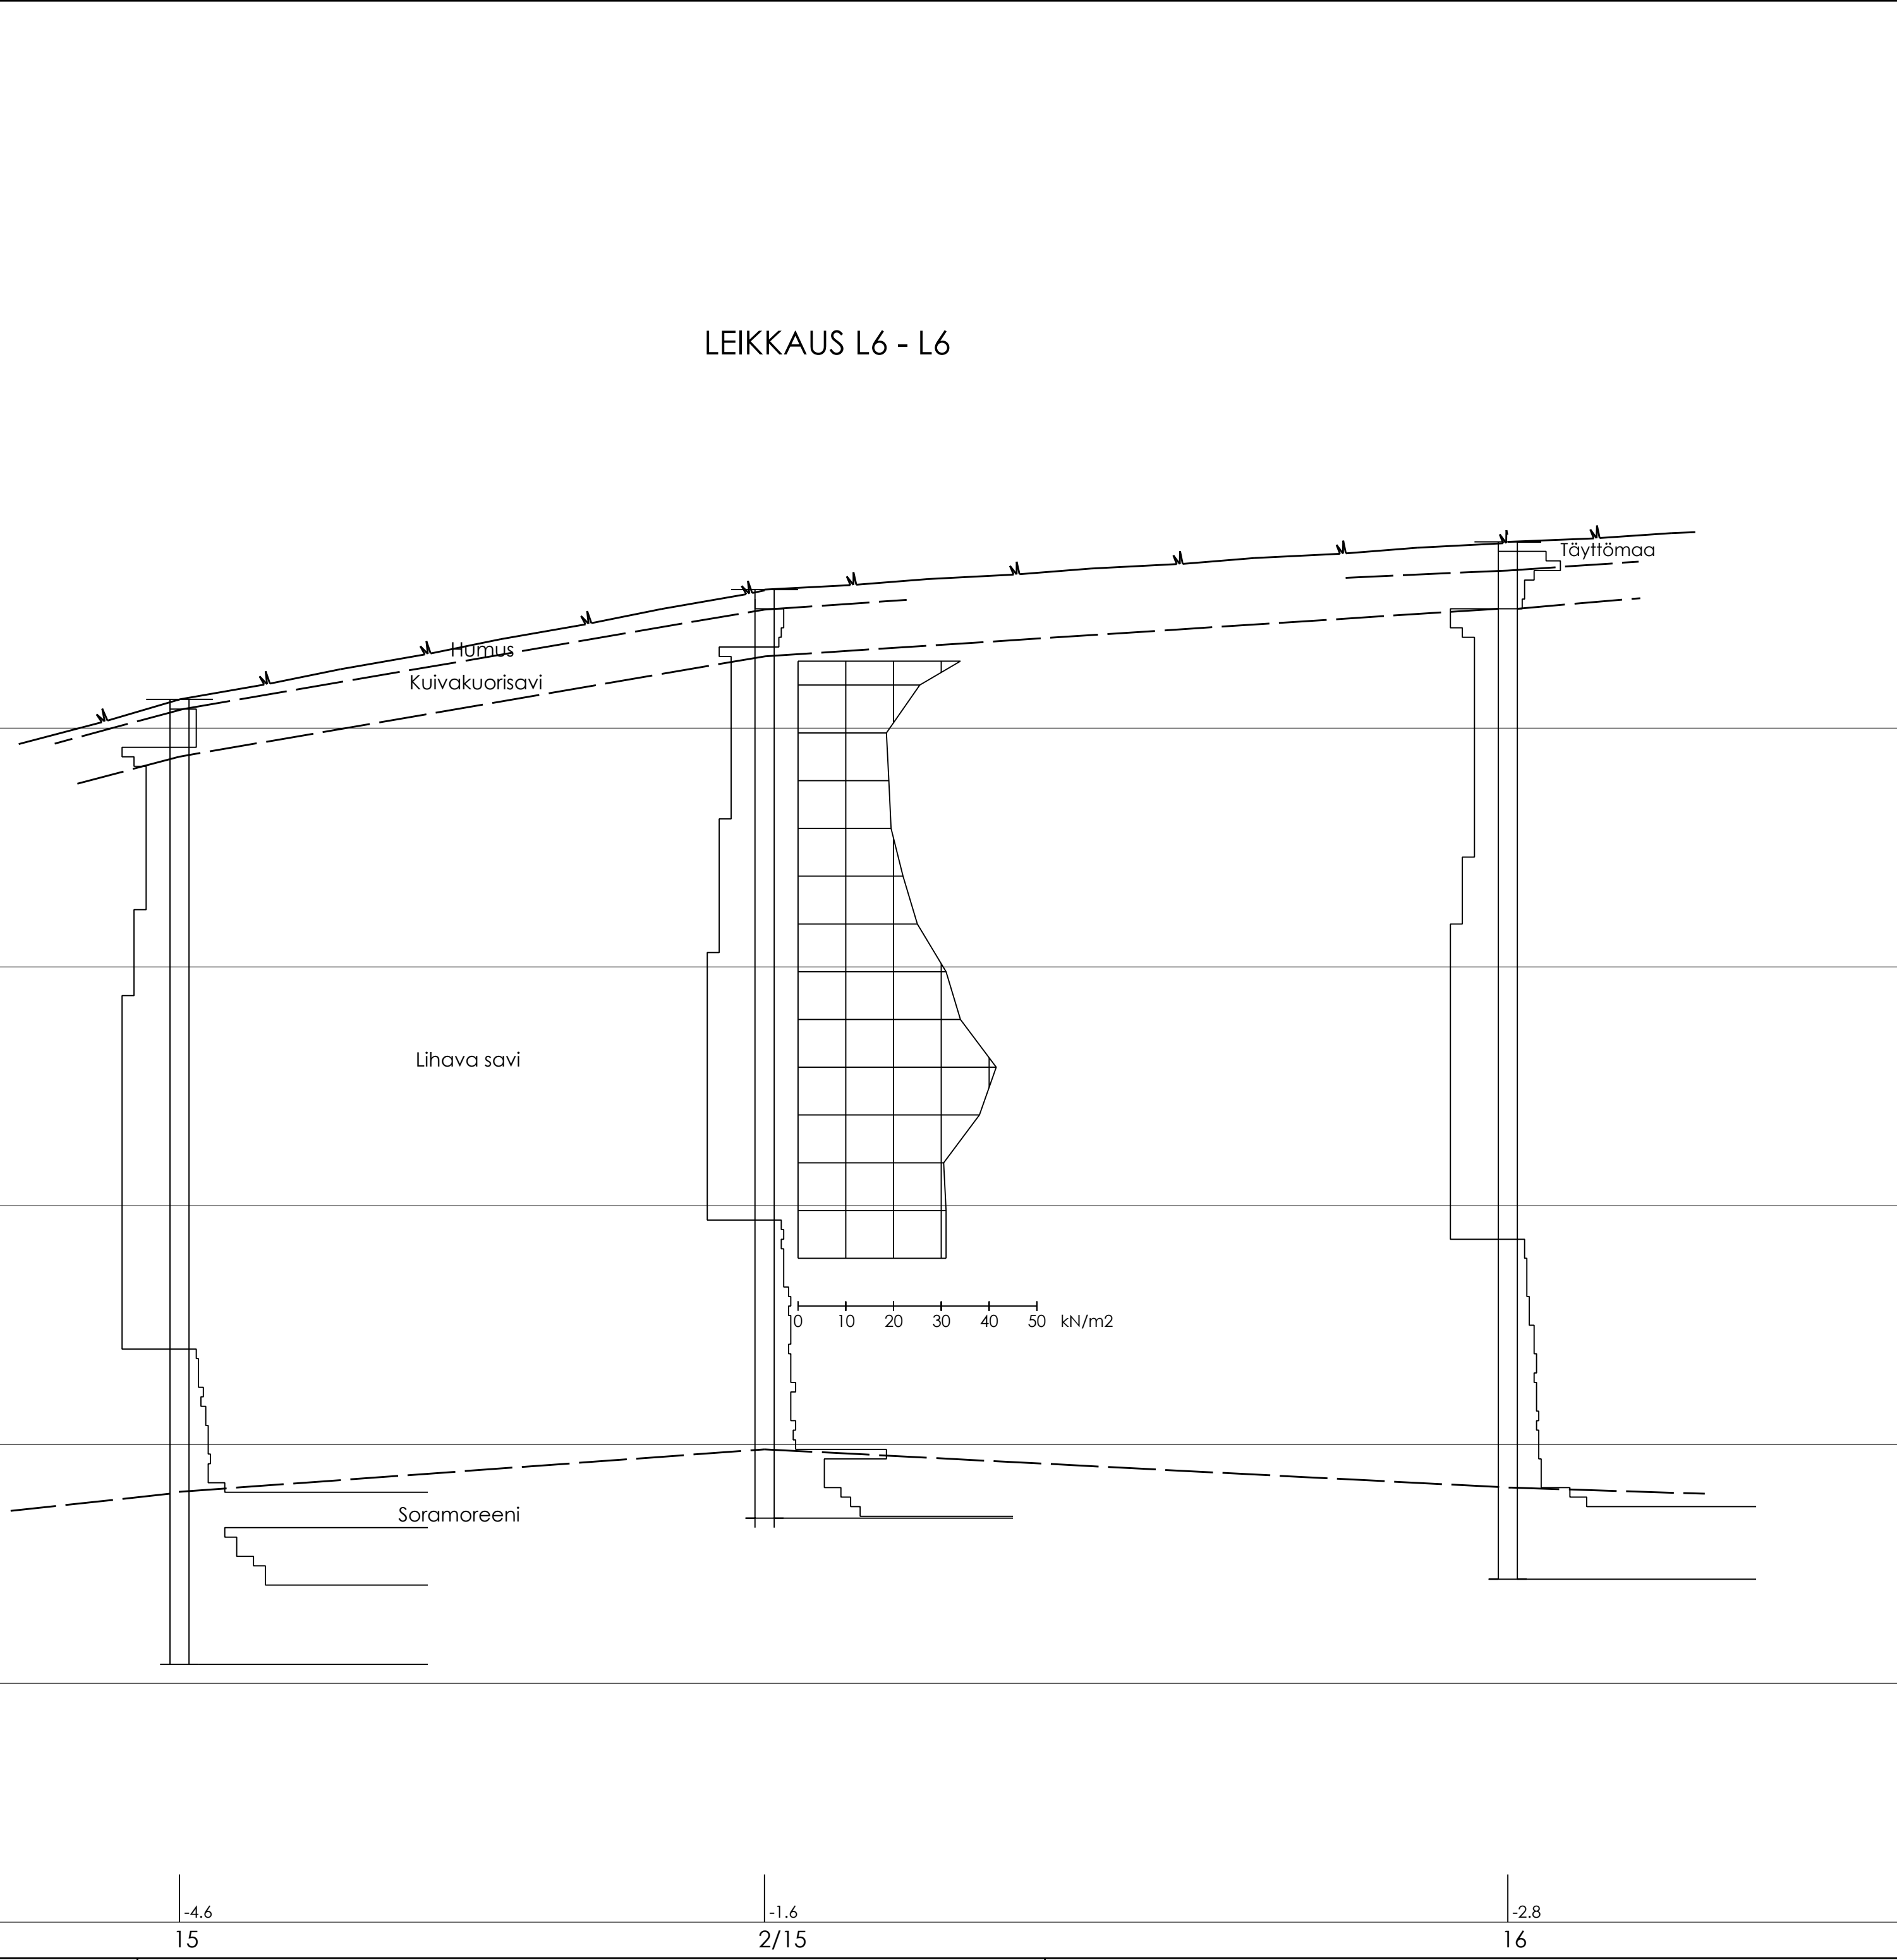 LEIKKAUS L6 - L6
Täyttömaa
Humus
Kuivakuorisavi
Lihava savi
0 10 20 30 40 50 kN/m2
Soramoreeni
-4.6 -1.6 -2.8
15 2/15 16